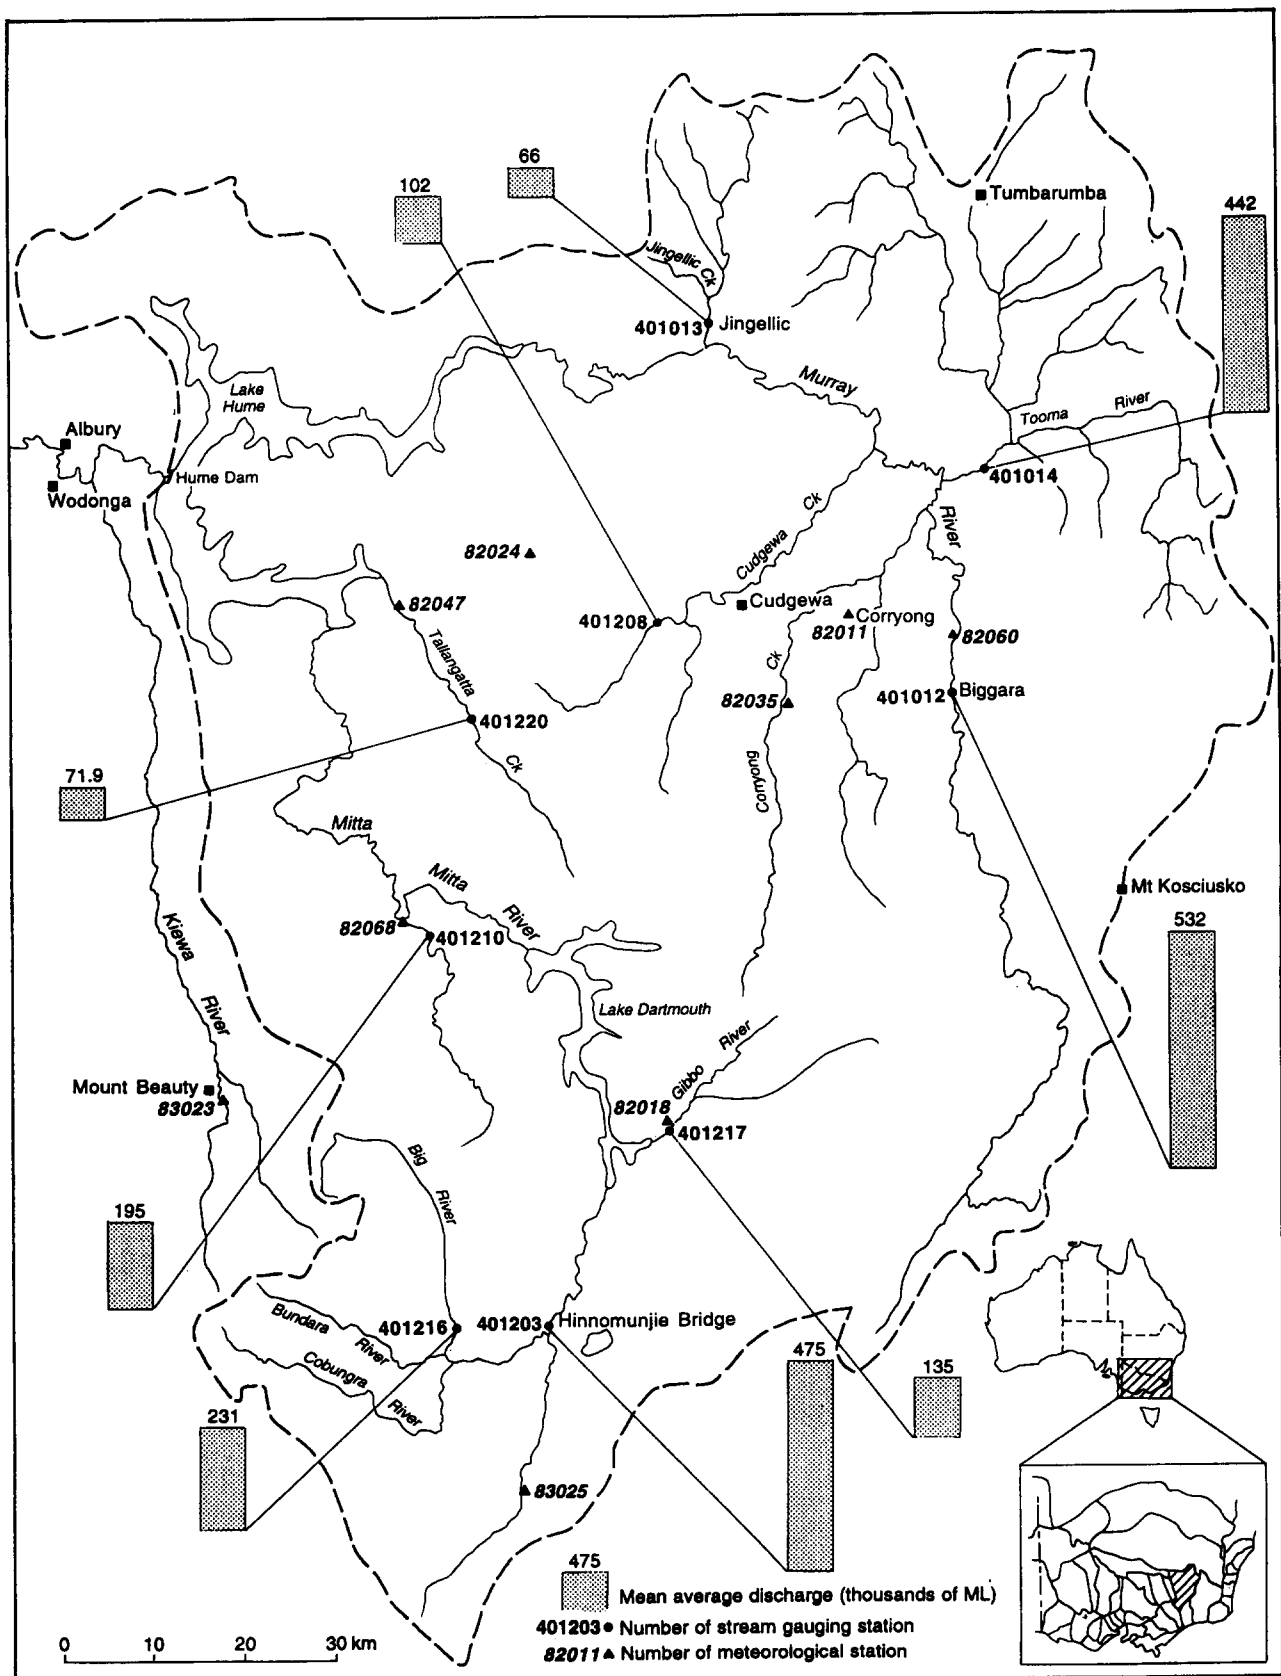 66
102
Tumbarumba
442
Jingellic Ck
401013
Jingellic
Murray
Lake
Hume
Tooma River
Albury
Hume Dam
Wodonga
401014
River
Cudgewa Ck
82024
82047
Cudgewa
401208
82011
Corryong
82060
Tallangatta Ck
82035
401012
Biggara
401220
Corryong Ck
71.9
Mitta
Mitta
River
Mt Kosciusko
82068
401210
532
Kiewa
River
Lake Dartmouth
Gibbo River
Mount Beauty
83023
82018
401217
Big
River
195
Bundara
River
401216
401203
Hinnomunjie Bridge
Cobungra
River
475
135
231
83025
475
Mean average discharge (thousands of ML)
401203 Number of stream gauging station
82011 Number of meteorological station
0 10 20 30 km